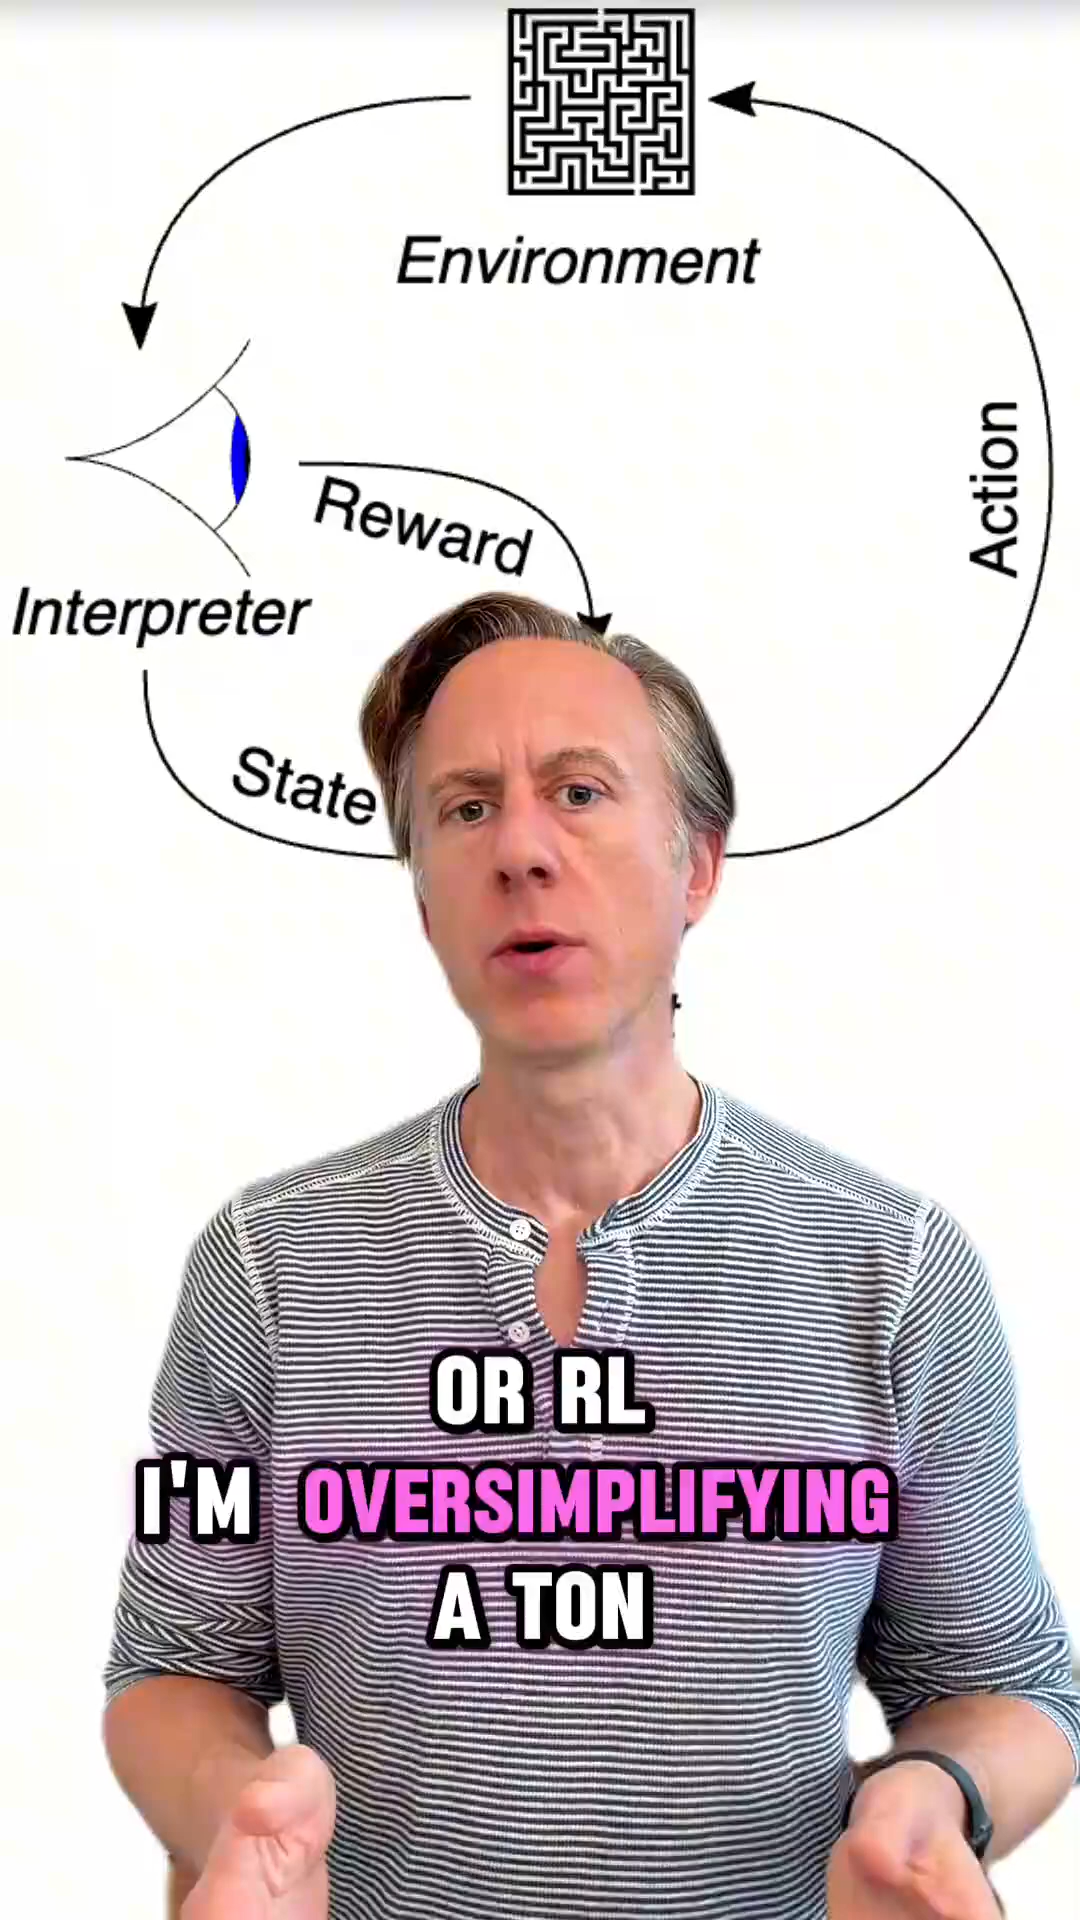 Environment
Action
Reward
Interpreter
State
OR RL
I'M OVERSIMPLIFYING
A TON